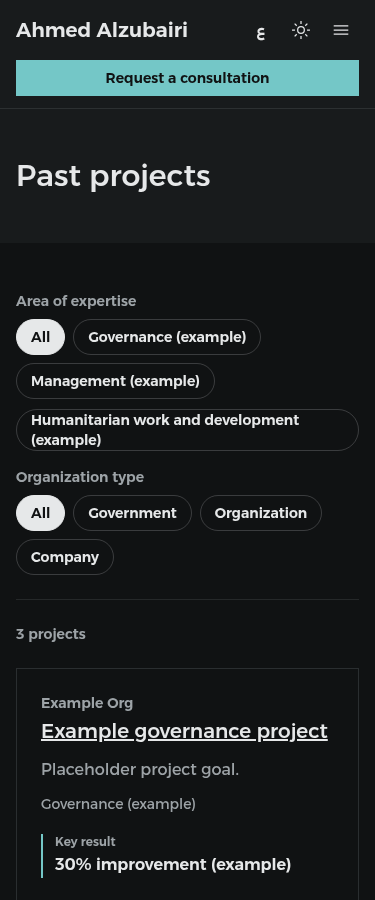 Ahmed Alzubairi
ع
Request a consultation
Past projects
Area of expertise
All
Governance (example)
Management (example)
Humanitarian work and development
(example)
Organization type
All
Government
Organization
Company
3 projects
Example Org
Example governance project
Placeholder project goal.
Governance (example)
Key result
30% improvement (example)